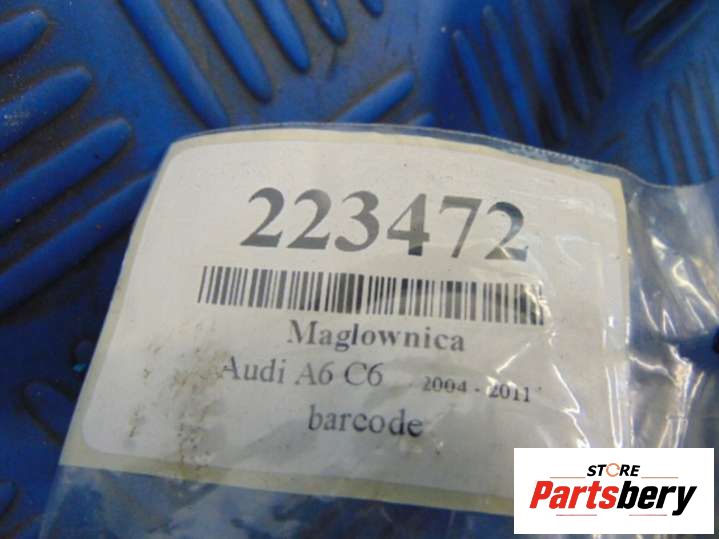 223472
Maglownica
Audi A6 C6 2004 - 2011
barcode
STORE
Partsbery